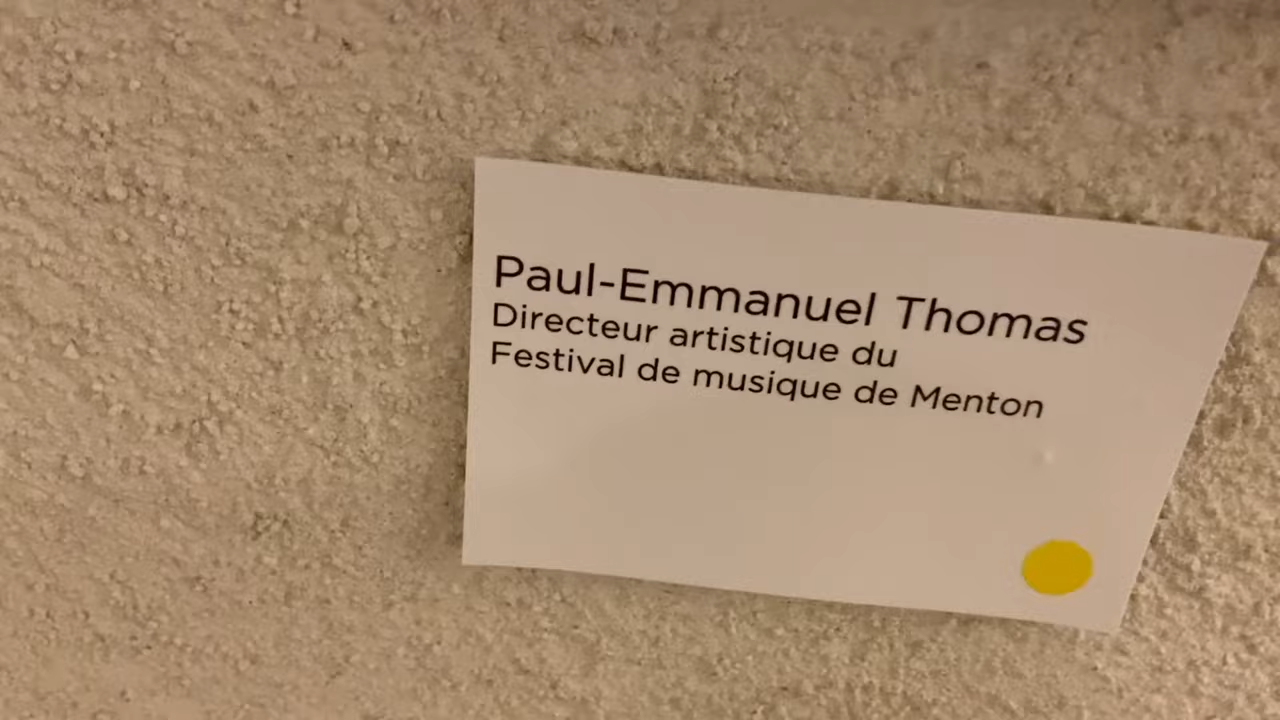 Paul-Emmanuel Thomas
Directeur artistique du
Festival de musique de Menton